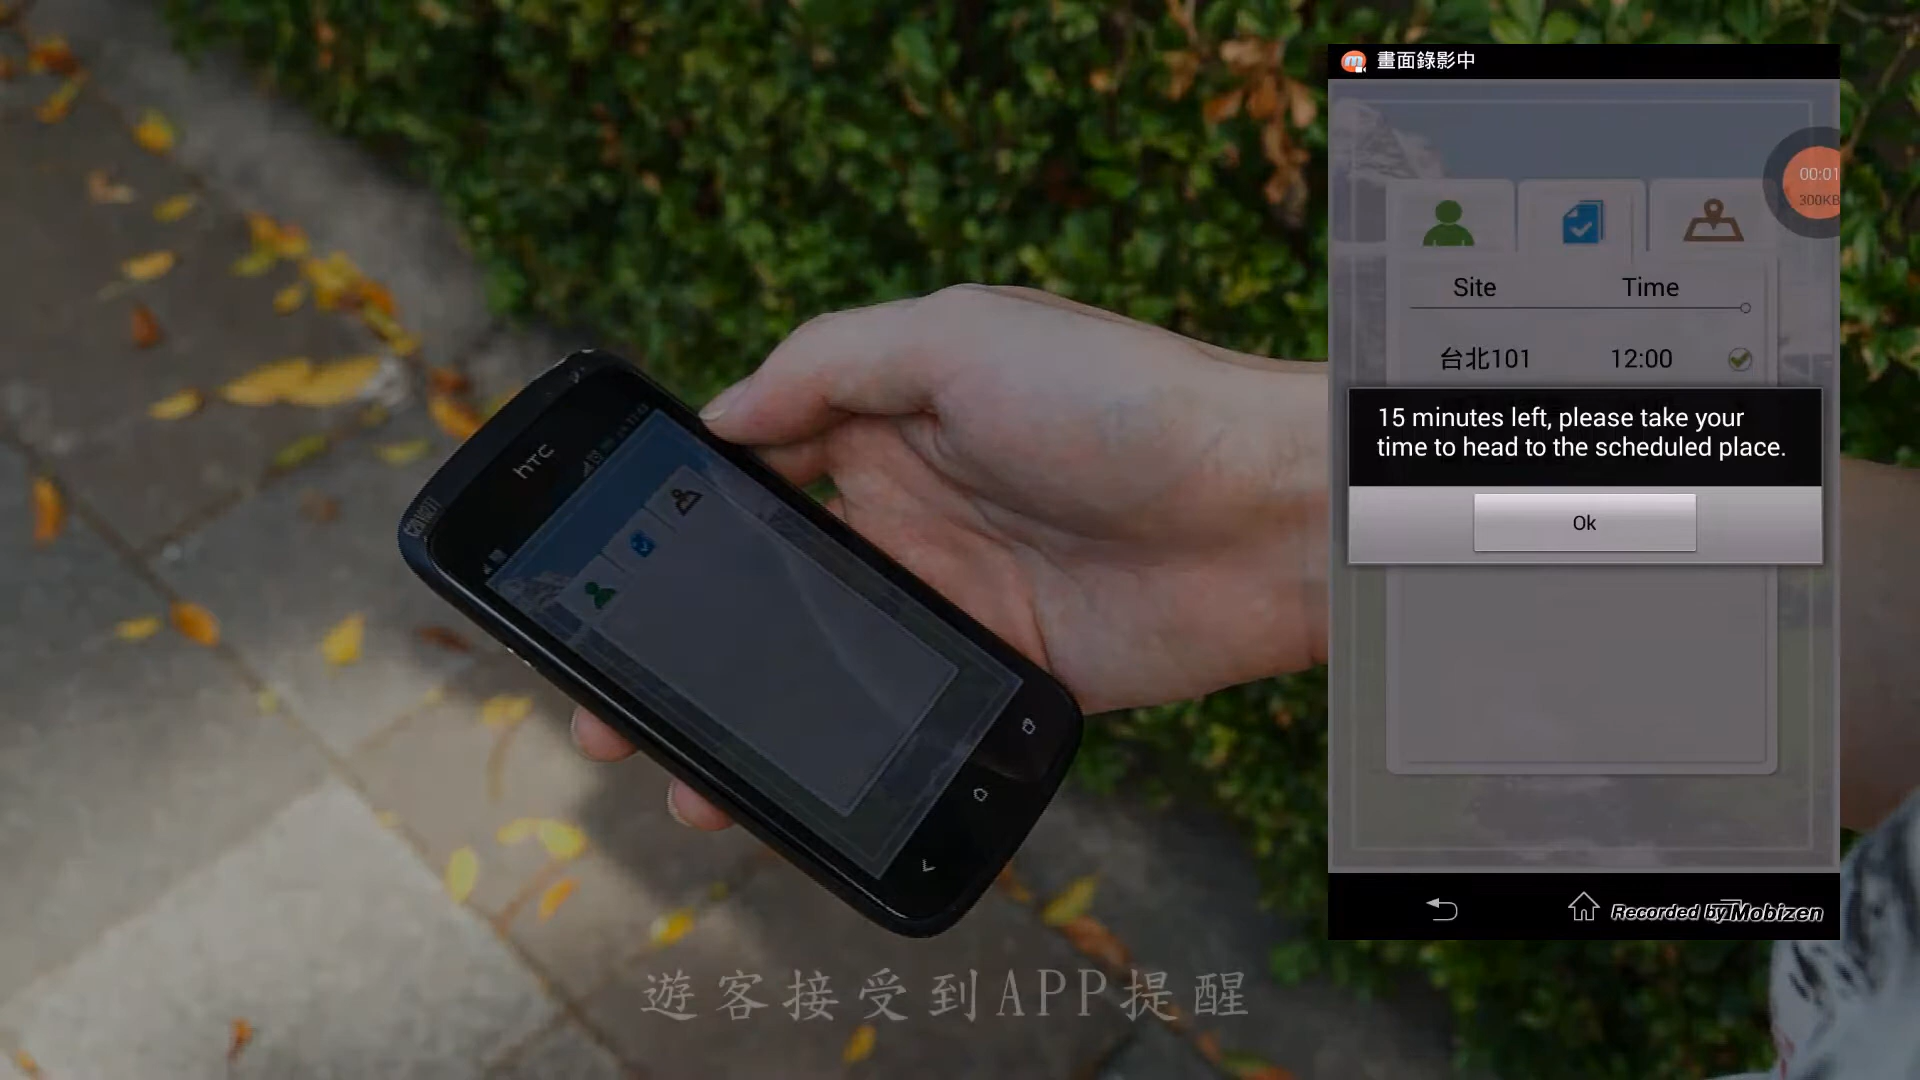 畫面錄影中
00:01
300KB
Site Time
台北101 12:00
15 minutes left, please take your
time to head to the scheduled place.
Ok
Recorded by Mobizen
hTC
遊客接受到APP提醒